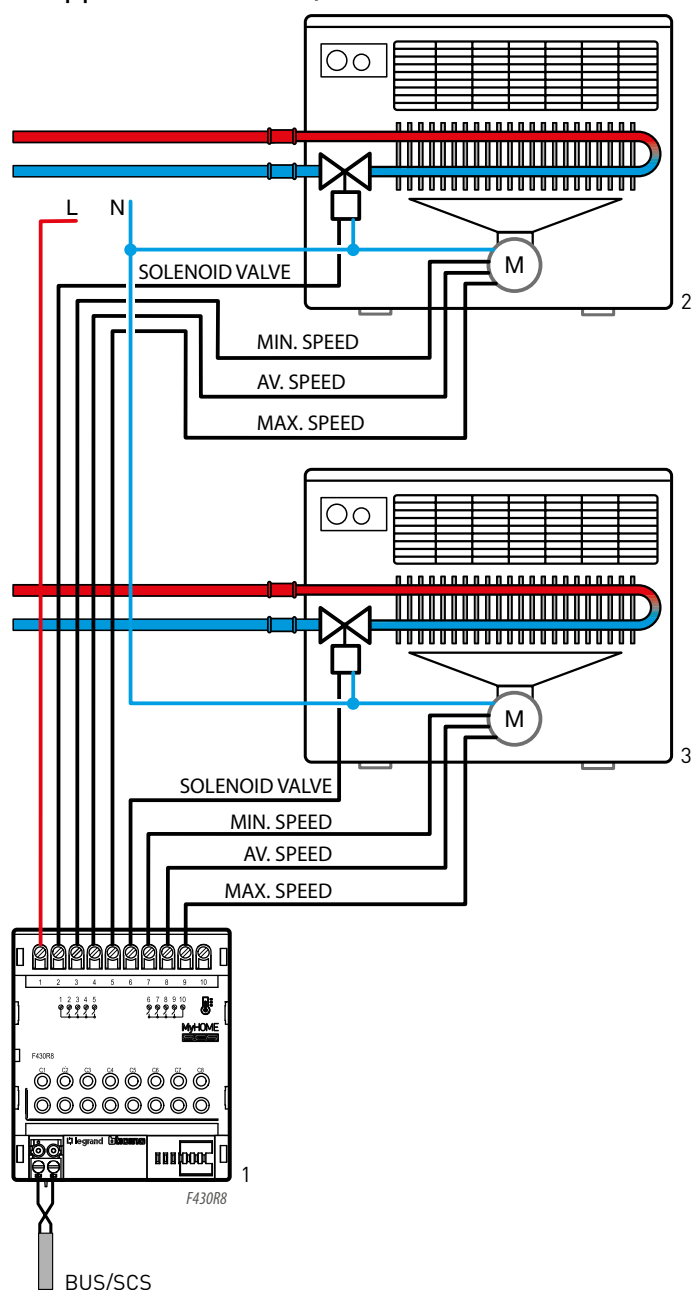 L N
SOLENOID VALVE
M
2
MIN. SPEED
AV. SPEED
MAX. SPEED
M
3
SOLENOID VALVE
MIN. SPEED
AV. SPEED
MAX. SPEED
1 2 3 4 5 6 7 8 9 10
1 2 3 4 5 6 7 8 9 10
MyHOME
F430R8
C1 C2 C3 C4 C5 C6 C7 C8
legrand bticino
1
F430R8
BUS/SCS